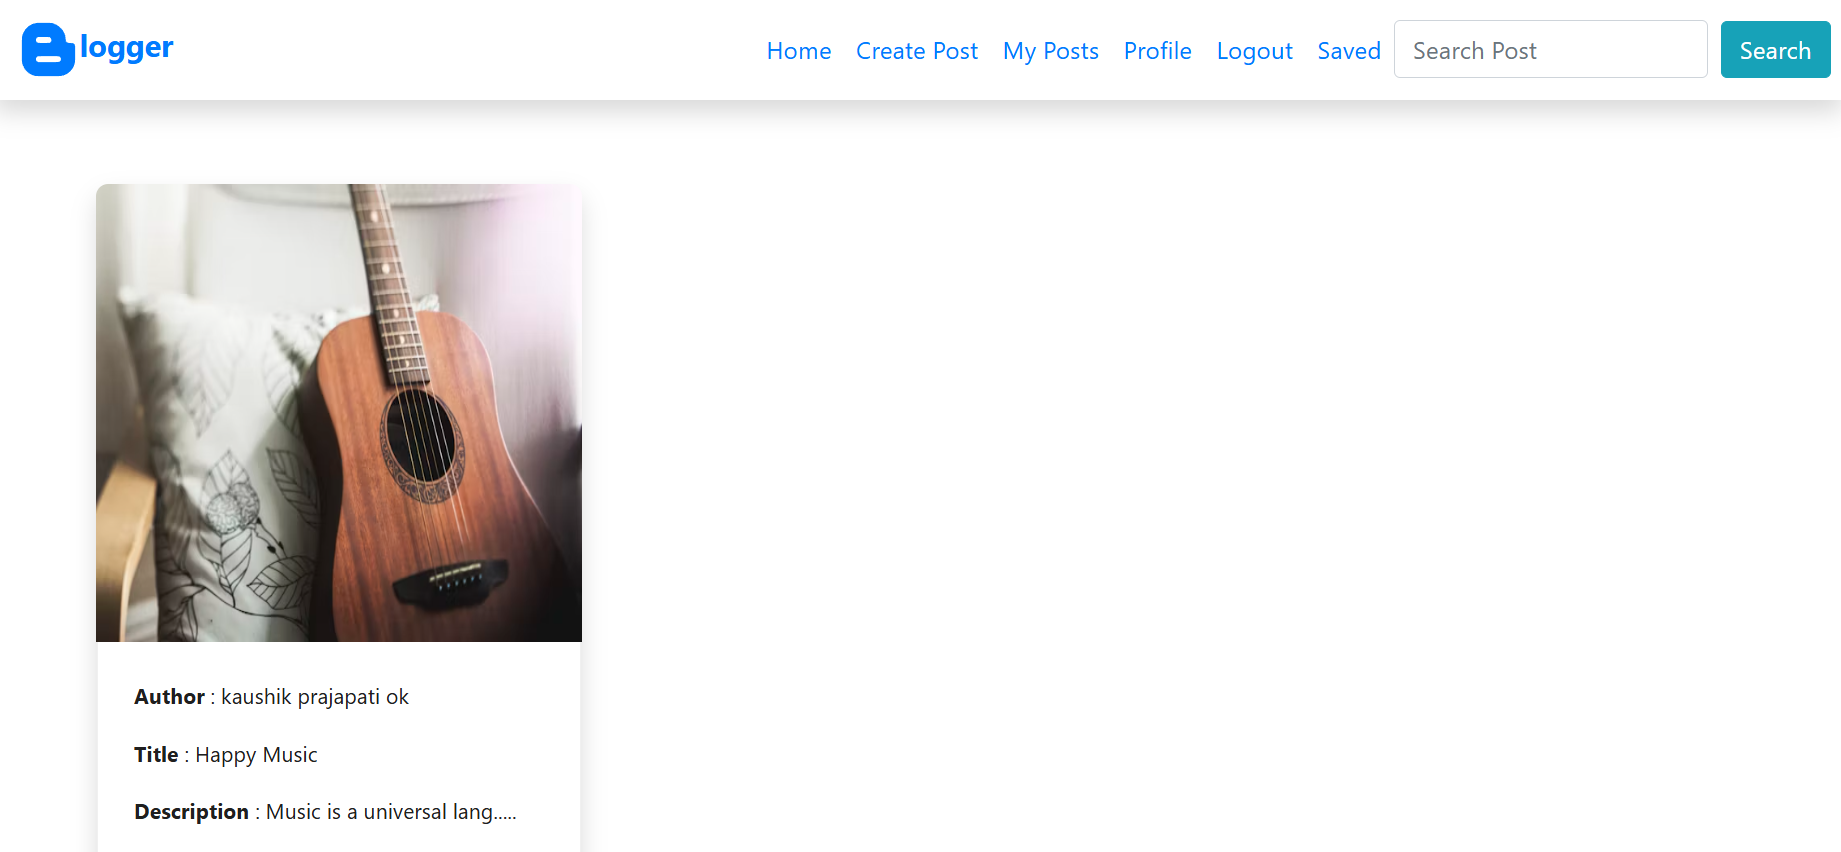 Blogger
Home Create Post My Posts Profile Logout Saved Search Post Search
Author : kaushik prajapati ok
Title : Happy Music
Description : Music is a universal lang.....